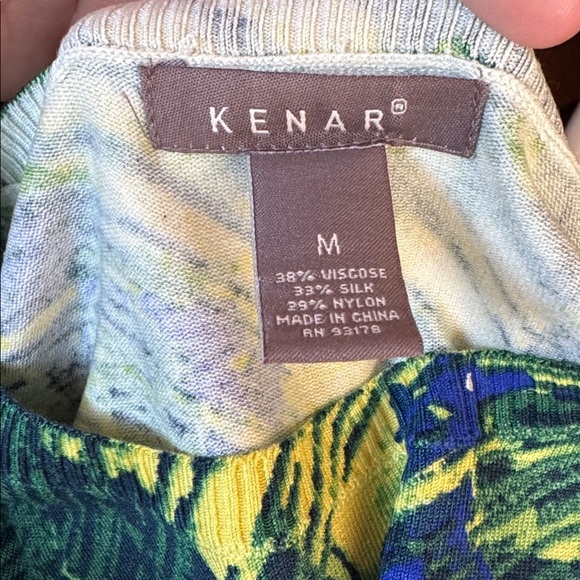 KENAR®
M
38% VISCOSE
33% SILK
29% NYLON
MADE IN CHINA
RN 93178